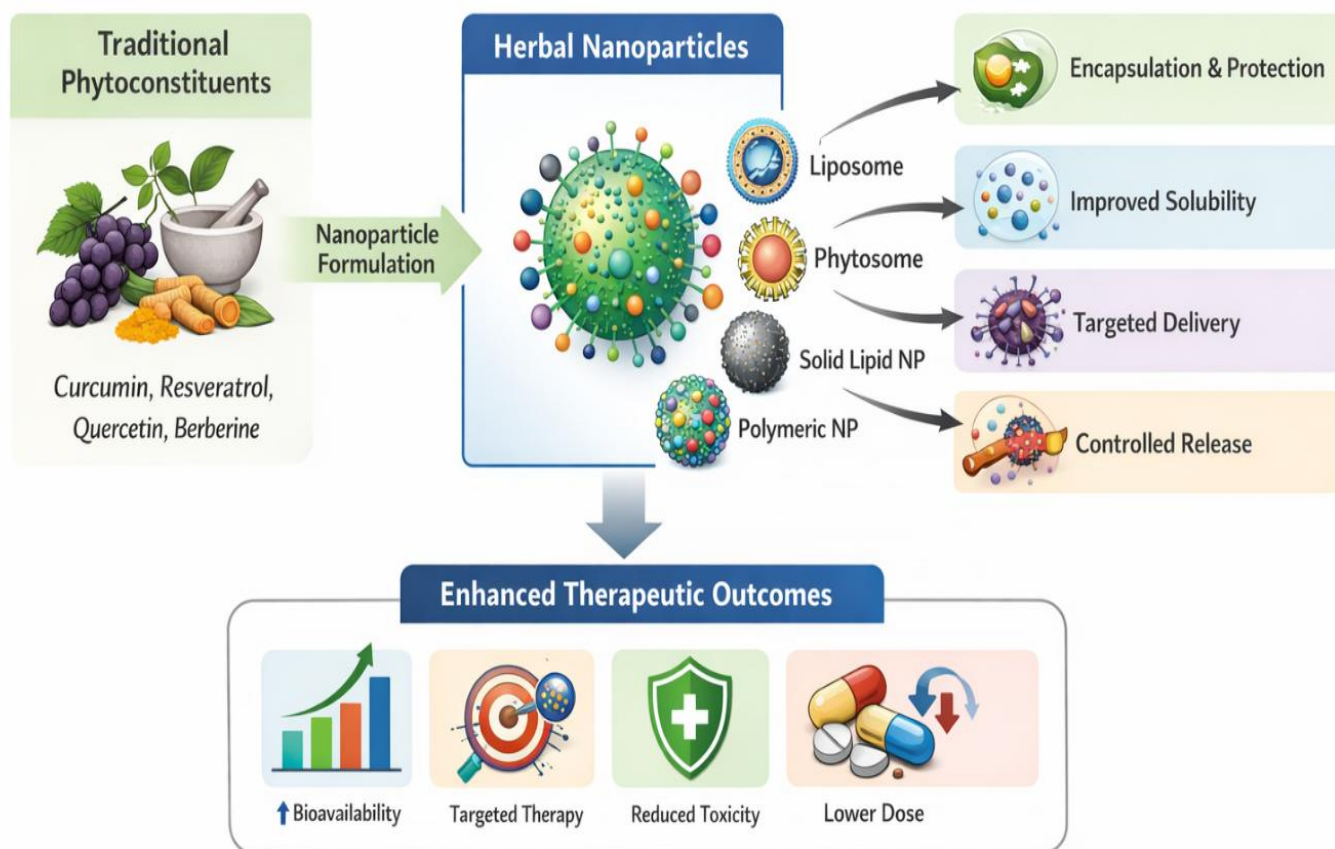 Traditional
Phytoconstituents
Curcumin, Resveratrol,
Quercetin, Berberine
Nanoparticle
Formulation
Herbal Nanoparticles
Liposome
Phytosome
Solid Lipid NP
Polymeric NP
Encapsulation & Protection
Improved Solubility
Targeted Delivery
Controlled Release
Enhanced Therapeutic Outcomes
Bioavailability
Targeted Therapy
Reduced Toxicity
Lower Dose